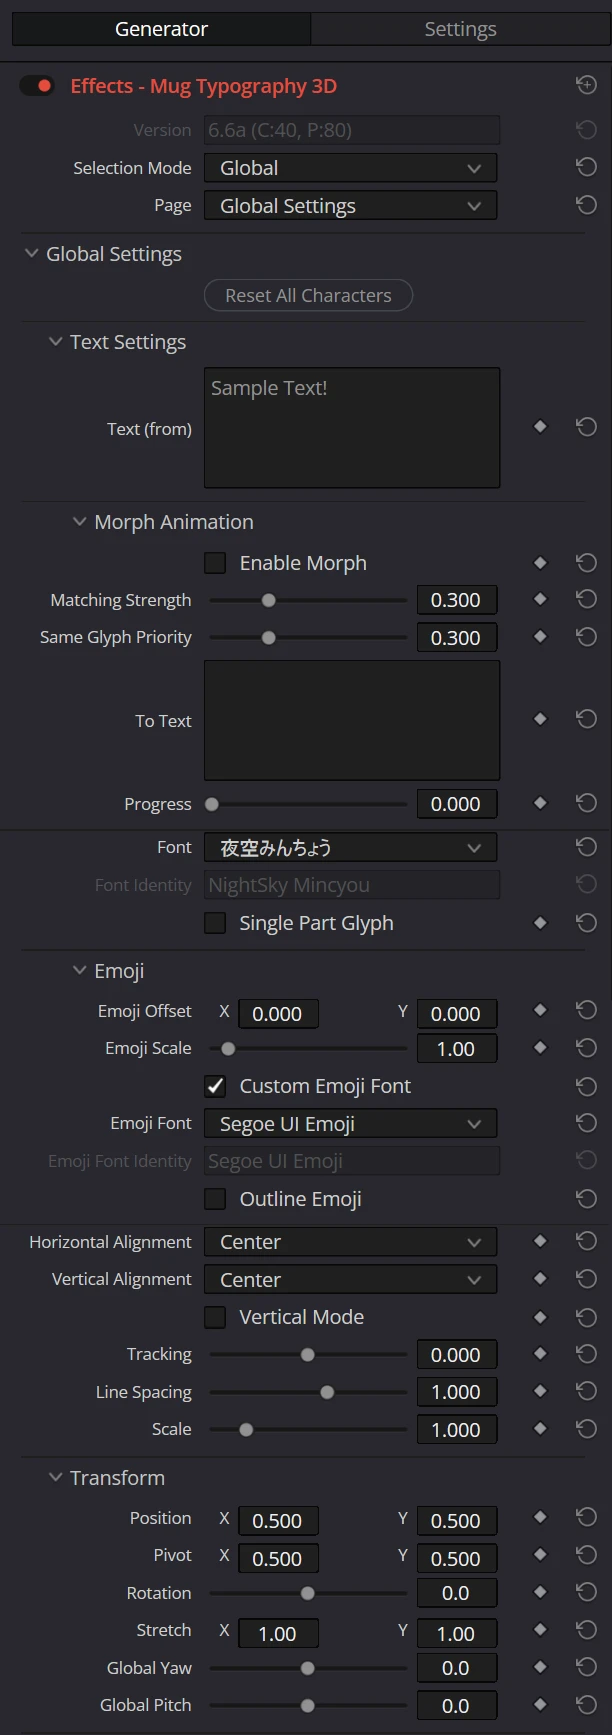 Generator Settings
Effects - Mug Typography 3D
Version 6.6a (C:40, P:80)
Selection Mode Global
Page Global Settings
Global Settings
Reset All Characters
Text Settings
Sample Text!
Text (from)
Morph Animation
Enable Morph
Matching Strength 0.300
Same Glyph Priority 0.300
To Text
Progress 0.000
Font 夜空みんちょう
Font Identity NightSky Mincyou
Single Part Glyph
Emoji
Emoji Offset X 0.000 Y 0.000
Emoji Scale 1.00
Custom Emoji Font
Emoji Font Segoe UI Emoji
Emoji Font Identity Segoe UI Emoji
Outline Emoji
Horizontal Alignment Center
Vertical Alignment Center
Vertical Mode
Tracking 0.000
Line Spacing 1.000
Scale 1.000
Transform
Position X 0.500 Y 0.500
Pivot X 0.500 Y 0.500
Rotation 0.0
Stretch X 1.00 Y 1.00
Global Yaw 0.0
Global Pitch 0.0